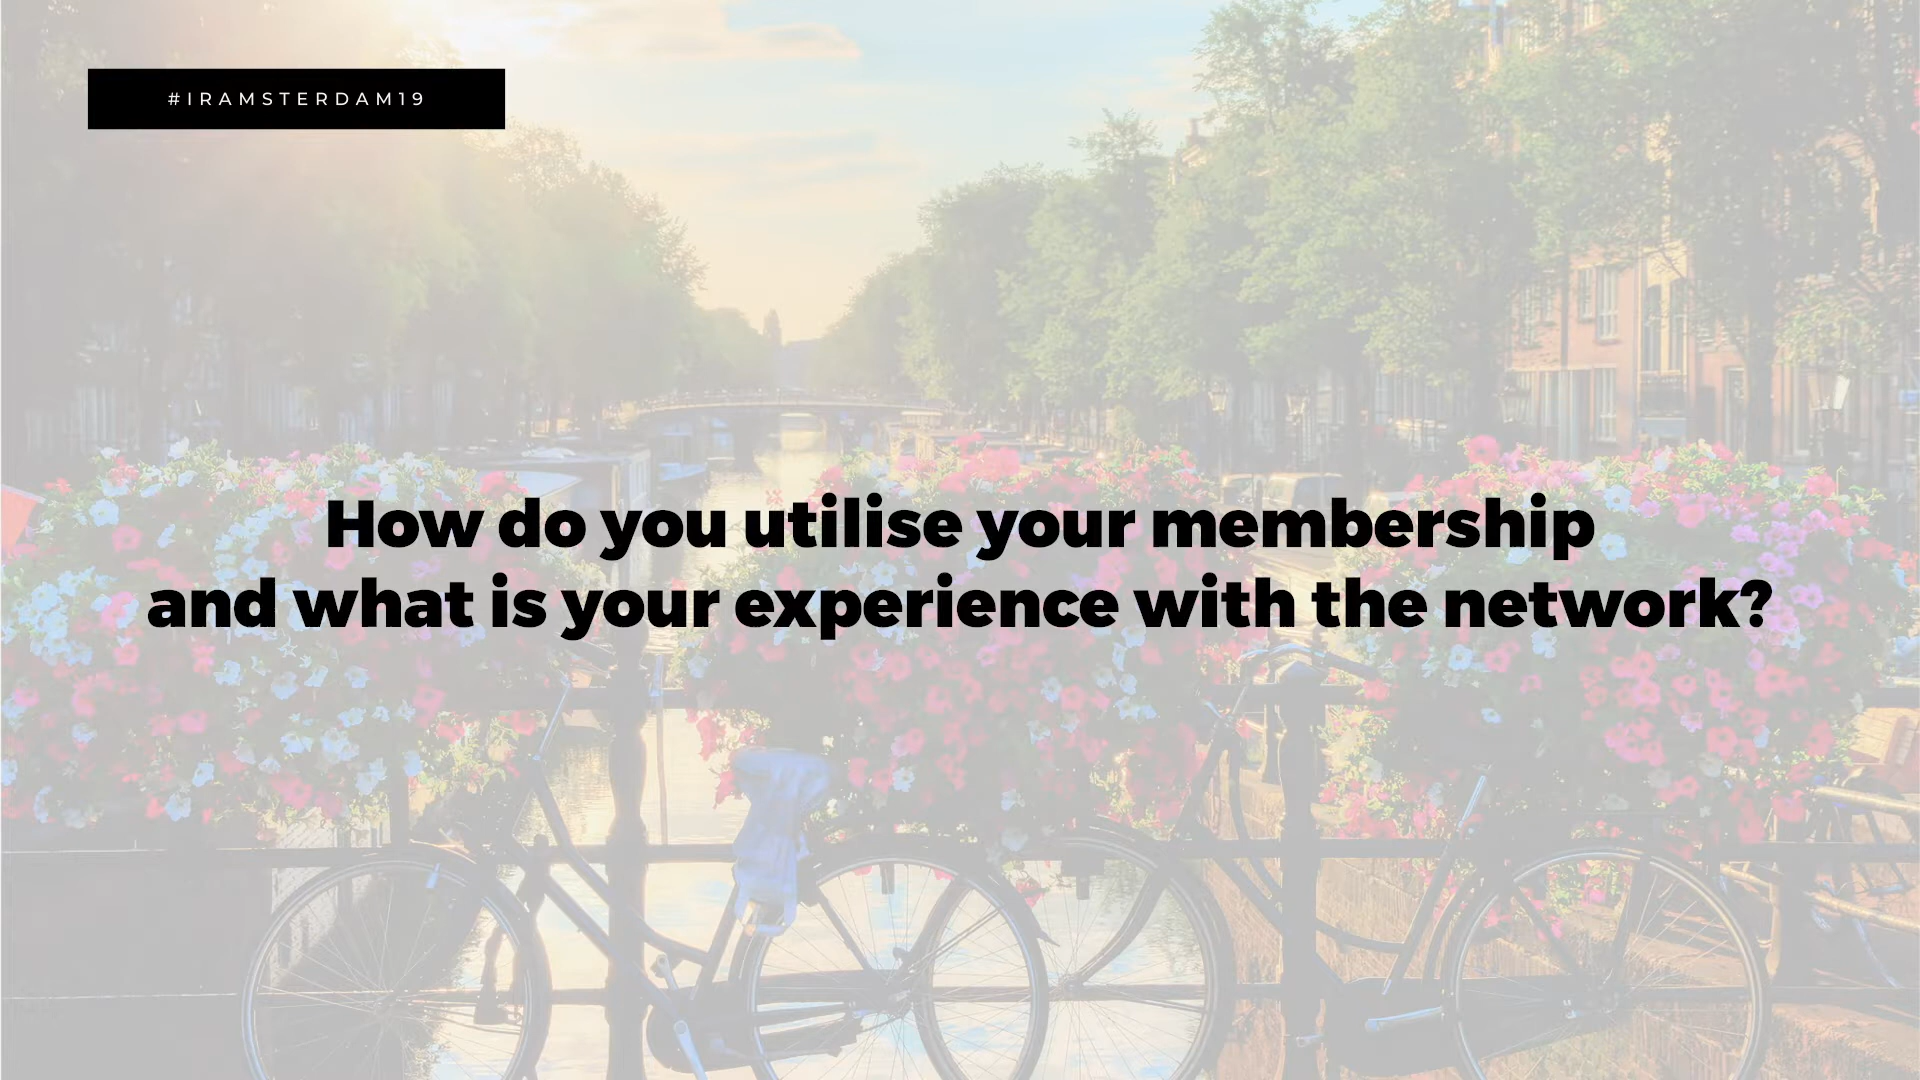 #IRAMSTERDAM19
How do you utilise your membership
and what is your experience with the network?